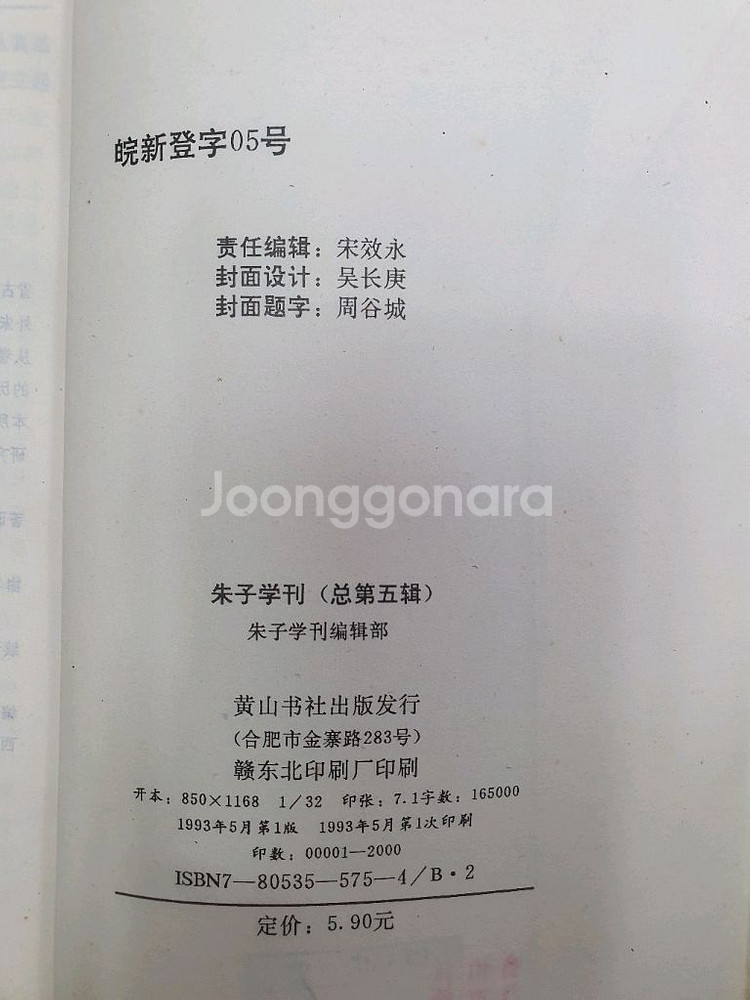 皖新登字05号
责任编辑：宋效永
封面设计：吴长庚
封面题字：周谷城
Joonggonara
朱子学刊（总第五辑）
朱子学刊编辑部
黄山书社出版发行
（合肥市金寨路283号）
赣东北印刷厂印刷
开本：850×1168 1/32 印张：7.1字数：165000
1993年5月第1版 1993年5月第1次印刷
印数：00001—2000
ISBN7—80535—575—4/B·2
定价：5.90元